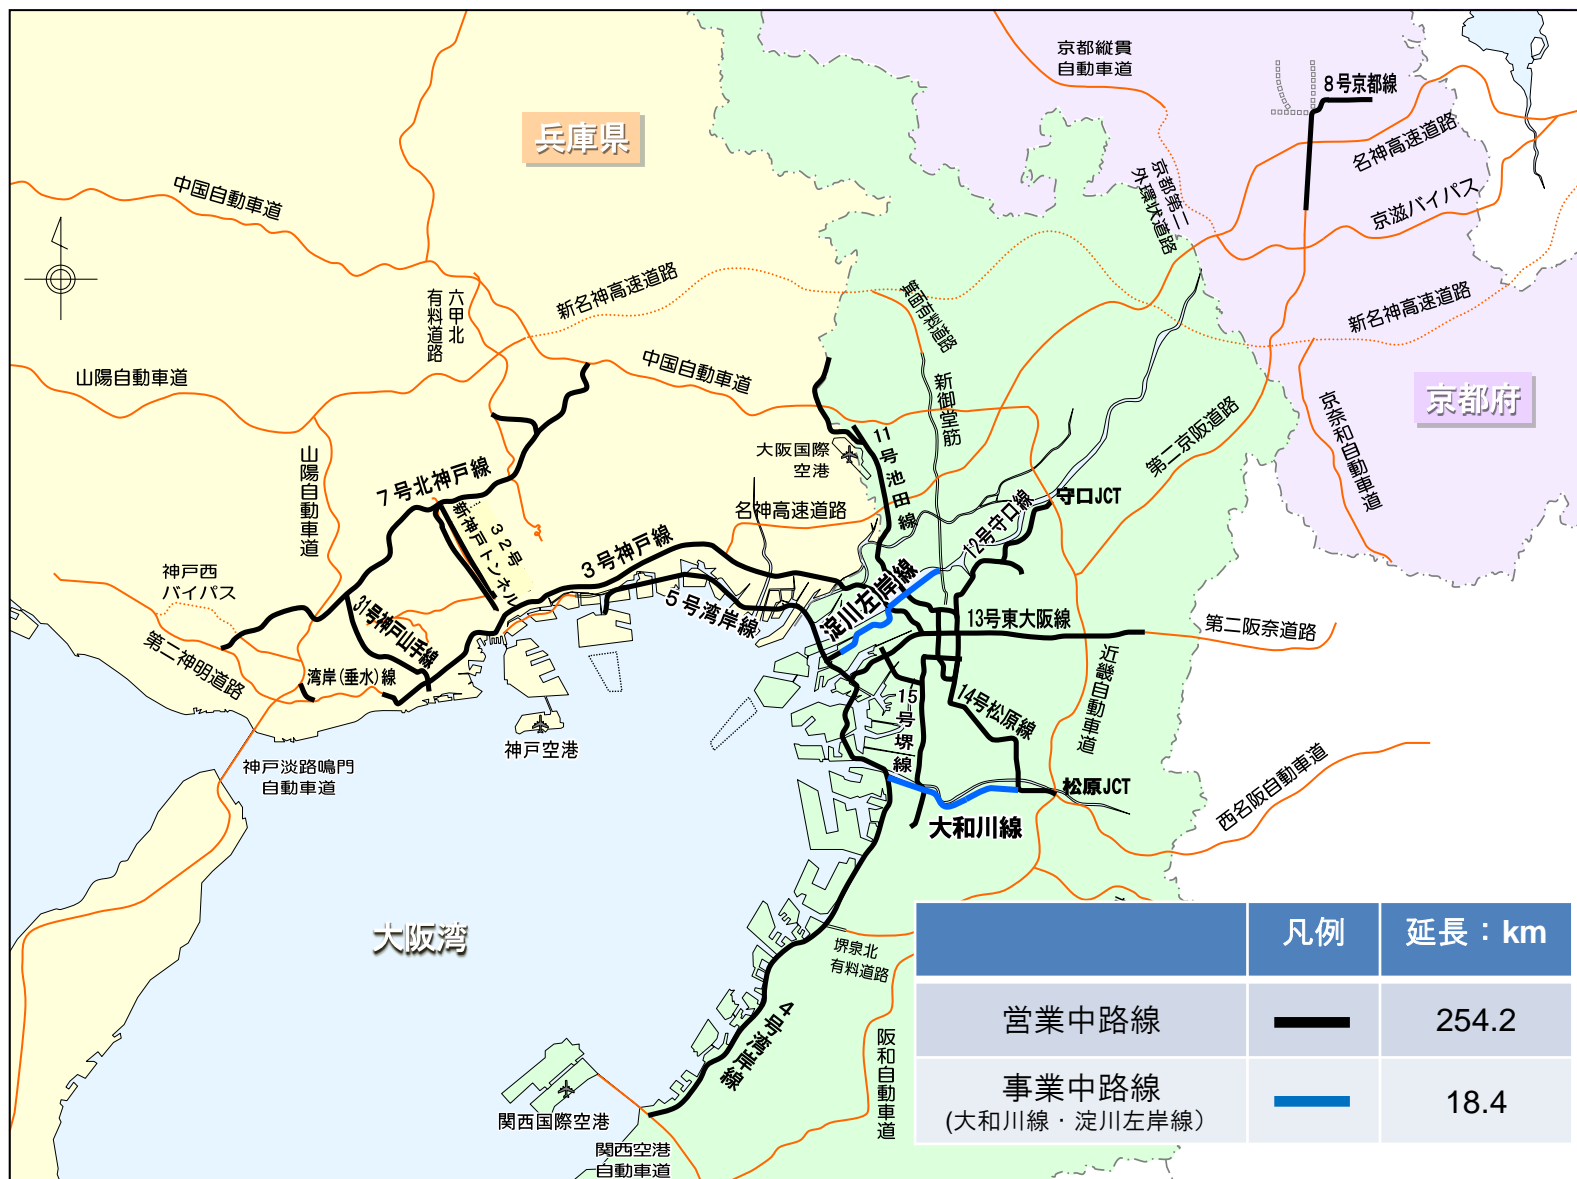 京都縦貫
自動車道
8号京都線
兵庫県
名神高速道路
京都第二
外環状道路
中国自動車道
京滋バイパス
新名神高速道路
六甲北
有料道路
箕面有料道路
新名神高速道路
中国自動車道
山陽自動車道
新御堂筋
京都府
京奈和自動車道
第二京阪道路
11号池田線
大阪国際
空港
山陽自動車道
7号北神戸線
守口JCT
名神高速道路
12号守口線
32号
新神戸トンネル
3号神戸線
神戸西
バイパス
5号湾岸線
淀川左岸線
31号神戸山手線
13号東大阪線
第二阪奈道路
第二神明道路
湾岸(垂水)線
近畿自動車道
15号堺線
14号松原線
神戸空港
神戸淡路鳴門
自動車道
松原JCT
西名阪自動車道
大和川線
大阪湾
堺泉北
有料道路
4号湾岸線
阪和自動車道
関西国際空港
関西空港
自動車道
凡例 延長：km
営業中路線 254.2
事業中路線 18.4
(大和川線・淀川左岸線）